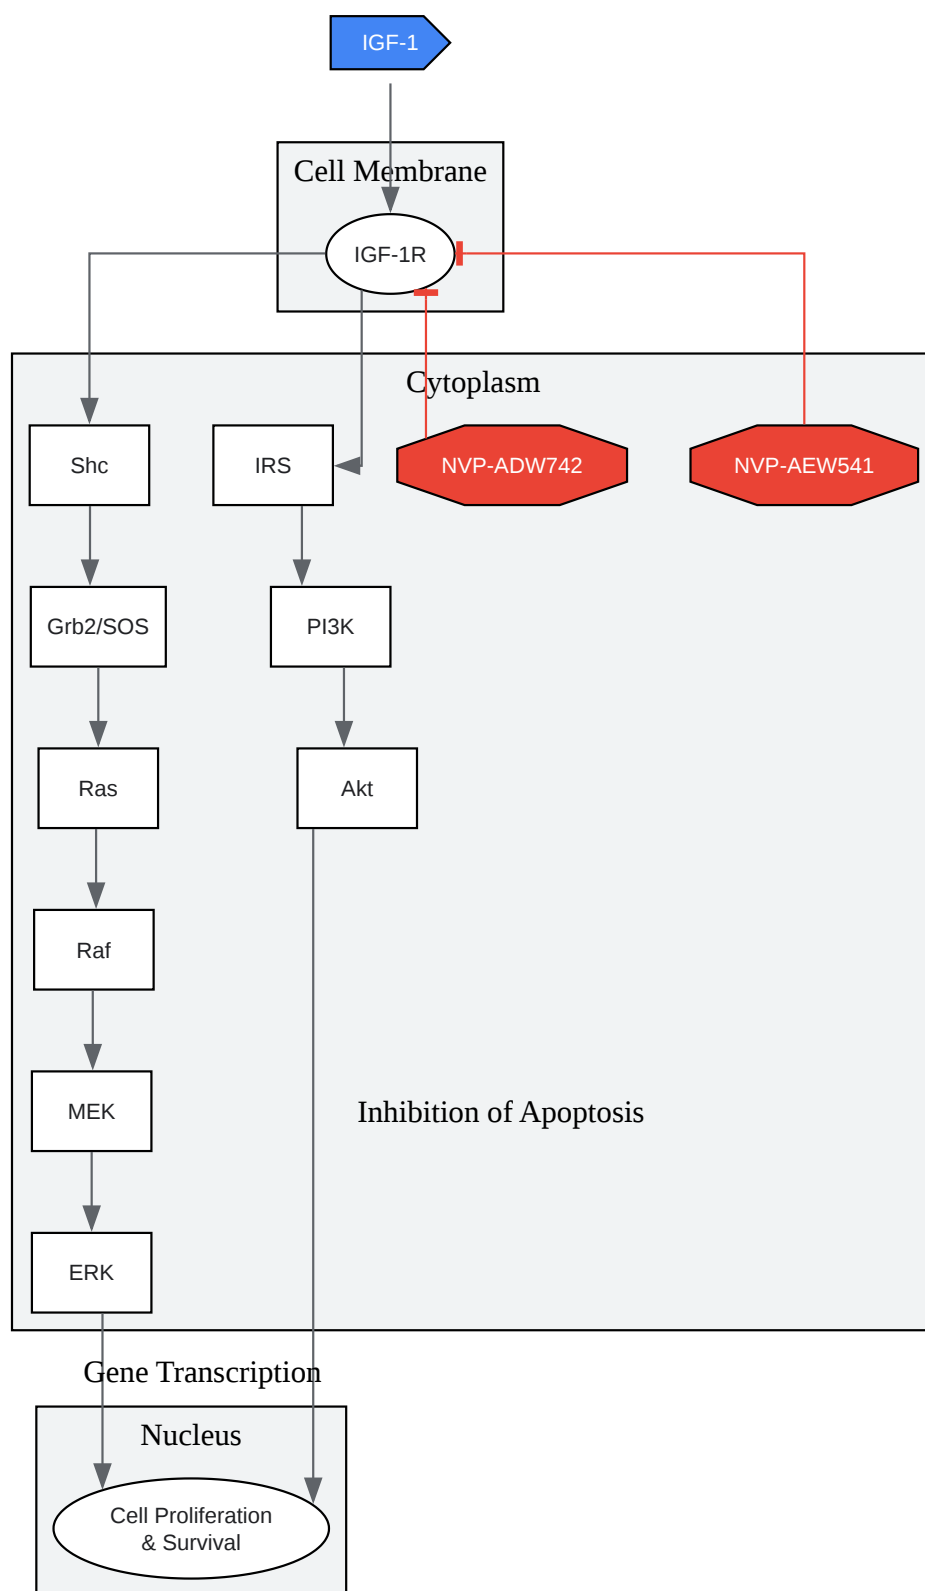 IGF-1
Cell Membrane
IGF-1R
Cytoplasm
Shc
IRS
NVP-ADW742
NVP-AEW541
Grb2/SOS
PI3K
Ras
Akt
Raf
MEK
Inhibition of Apoptosis
ERK
Gene Transcription
Nucleus
Cell Proliferation
& Survival